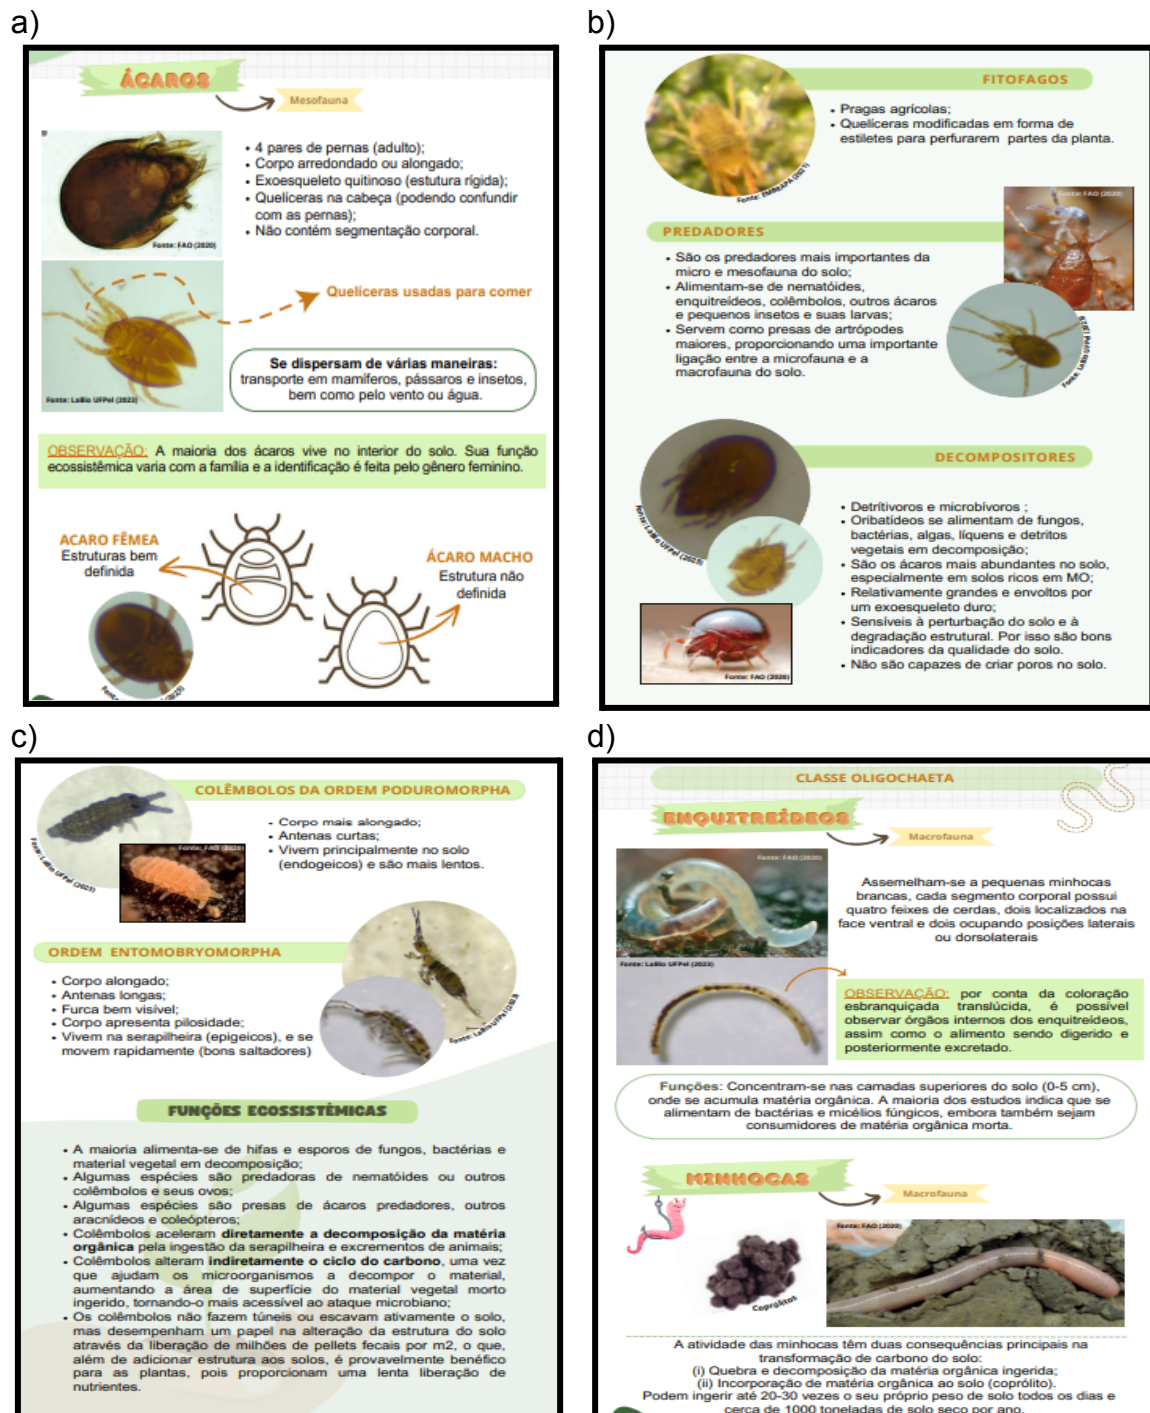 a)
ÁCAROS
Mesofauna
• 4 pares de pernas (adulto);
• Corpo arredondado ou alongado;
• Exoesqueleto quitinoso (estutura rígida);
• Quelíceras na cabeça (podendo confundir
com as pernas);
• Não contém segmentação corporal.
Fonte: FAO (2020)
Quelíceras usadas para comer
Se dispersam de várias maneiras:
transporte em mamíferos, pássaros e insetos,
bem como pelo vento ou água.
Fonte: LaBio UFPel (2023)
OBSERVAÇÃO: A maioria dos ácaros vive no interior do solo. Sua função
ecossistêmica varia com a família e a identificação é feita pelo gênero feminino.
ACARO FÊMEA
Estruturas bem
definida
ÁCARO MACHO
Estrutura não
definida
b)
FITOFAGOS
• Pragas agrícolas;
• Quelíceras modificadas em forma de
estiletes para perfurarem partes da planta.
Fonte: EMBRAPA (2021)
Fonte: FAO (2020)
PREDADORES
• São os predadores mais importantes da
micro e mesofauna do solo;
• Alimentam-se de nematóides,
enquitreídeos, colêmbolos, outros ácaros
e pequenos insetos e suas larvas;
• Servem como presas de artrópodes
maiores, proporcionando uma importante
ligação entre a microfauna e a
macrofauna do solo.
Fonte: LaBio UFPel
DECOMPOSITORES
Fonte: LaBio UFPel (2023)
• Detritívoros e microbívoros ;
• Oribatídeos se alimentam de fungos,
bactérias, algas, líquens e detritos
vegetais em decomposição;
• São os ácaros mais abundantes no solo,
especialmente em solos ricos em MO;
• Relativamente grandes e envoltos por
um exoesqueleto duro;
• Sensíveis à perturbação do solo e à
degradação estrutural. Por isso são bons
indicadores da qualidade do solo.
• Não são capazes de criar poros no solo.
Fonte: FAO (2020)
c)
COLÊMBOLOS DA ORDEM PODUROMORPHA
- Corpo mais alongado;
• Antenas curtas;
• Vivem principalmente no solo
(endogeicos) e são mais lentos.
Fonte: LaBio UFPel (2023)
Fonte: FAO (2020)
ORDEM ENTOMOBRYOMORPHA
• Corpo alongado;
• Antenas longas;
• Furca bem visível;
• Corpo apresenta pilosidade;
• Vivem na serapilheira (epigeicos), e se
movem rapidamente (bons saltadores)
Fonte: LaBio UFPel (2023)
FUNÇÕES ECOSSISTÊMICAS
• A maioria alimenta-se de hifas e esporos de fungos, bactérias e
material vegetal em decomposição;
• Algumas espécies são predadoras de nematóides ou outros
colêmbolos e seus ovos;
• Algumas espécies são presas de ácaros predadores, outros
aracnídeos e coleópteros;
• Colêmbolos aceleram diretamente a decomposição da matéria
orgânica pela ingestão da serapilheira e excrementos de animais;
• Colêmbolos alteram indiretamente o ciclo do carbono, uma vez
que ajudam os microorganismos a decompor o material,
aumentando a área de superfície do material vegetal morto
ingerido, tornando-o mais acessível ao ataque microbiano;
• Os colêmbolos não fazem túneis ou escavam ativamente o solo,
mas desempenham um papel na alteração da estrutura do solo
através da liberação de milhões de pellets fecais por m2, o que,
além de adicionar estrutura aos solos, é provavelmente benéfico
para as plantas, pois proporcionam uma lenta liberação de
nutrientes.
d)
CLASSE OLIGOCHAETA
ENQUITREÍDEOS
Macrofauna
Fonte: FAO (2020)
Assemelham-se a pequenas minhocas
brancas, cada segmento corporal possui
quatro feixes de cerdas, dois localizados na
face ventral e dois ocupando posições laterais
ou dorsolaterais
Fonte: LaBio UFPel (2023)
OBSERVAÇÃO: por conta da coloração
esbranquiçada translúcida, é possível
observar órgãos internos dos enquitreídeos,
assim como o alimento sendo digerido e
posteriormente excretado.
Funções: Concentram-se nas camadas superiores do solo (0-5 cm),
onde se acumula matéria orgânica. A maioria dos estudos indica que se
alimentam de bactérias e micélios fúngicos, embora também sejam
consumidores de matéria orgânica morta.
MINHOCAS
Macrofauna
Fonte: FAO (2020)
Coprólitos
A atividade das minhocas têm duas consequências principais na
transformação de carbono do solo:
(i) Quebra e decomposição da matéria orgânica ingerida;
(ii) Incorporação de matéria orgânica ao solo (coprólito).
Podem ingerir até 20-30 vezes o seu próprio peso de solo todos os dias e
cerca de 1000 toneladas de solo seco por ano.